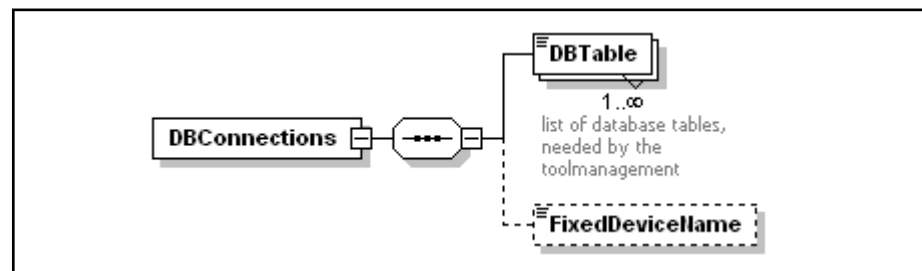 DBTable
1..∞
DBConnections
list of database tables,
needed by the
toolmanagement
FixedDeviceName